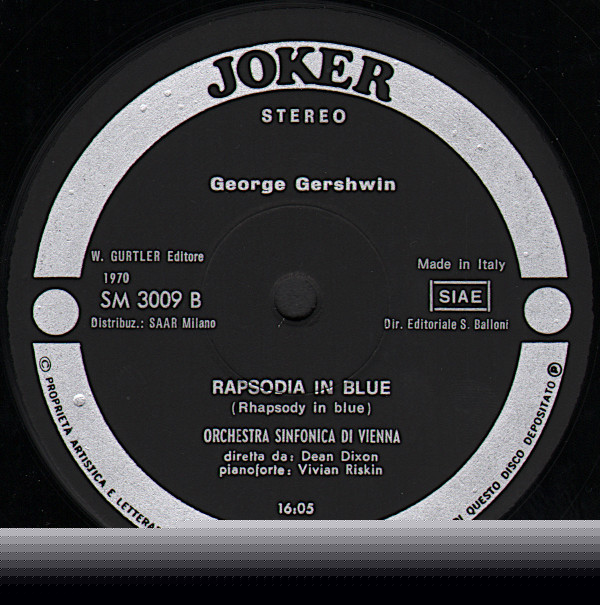 JOKER
STEREO
George Gershwin
W. GURTLER Editore
1970
SM 3009 B
Distribuz.: SAAR Milano
Made in Italy
SIAE
Dir. Editoriale S. Balloni
RAPSODIA IN BLUE
(Rhapsody in blue)
ORCHESTRA SINFONICA DI VIENNA
diretta da: Dean Dixon
pianoforte: Vivian Riskin
16:05
© PROPRIETÀ ARTISTICA E
DI QUESTO DISCO DEPOSITATO Ⓟ